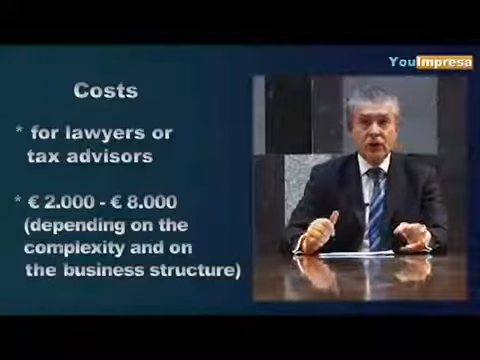 YouImpresa
Costs
* for lawyers or
tax advisors
* € 2.000 - € 8.000
(depending on the
complexity and on
the business structure)